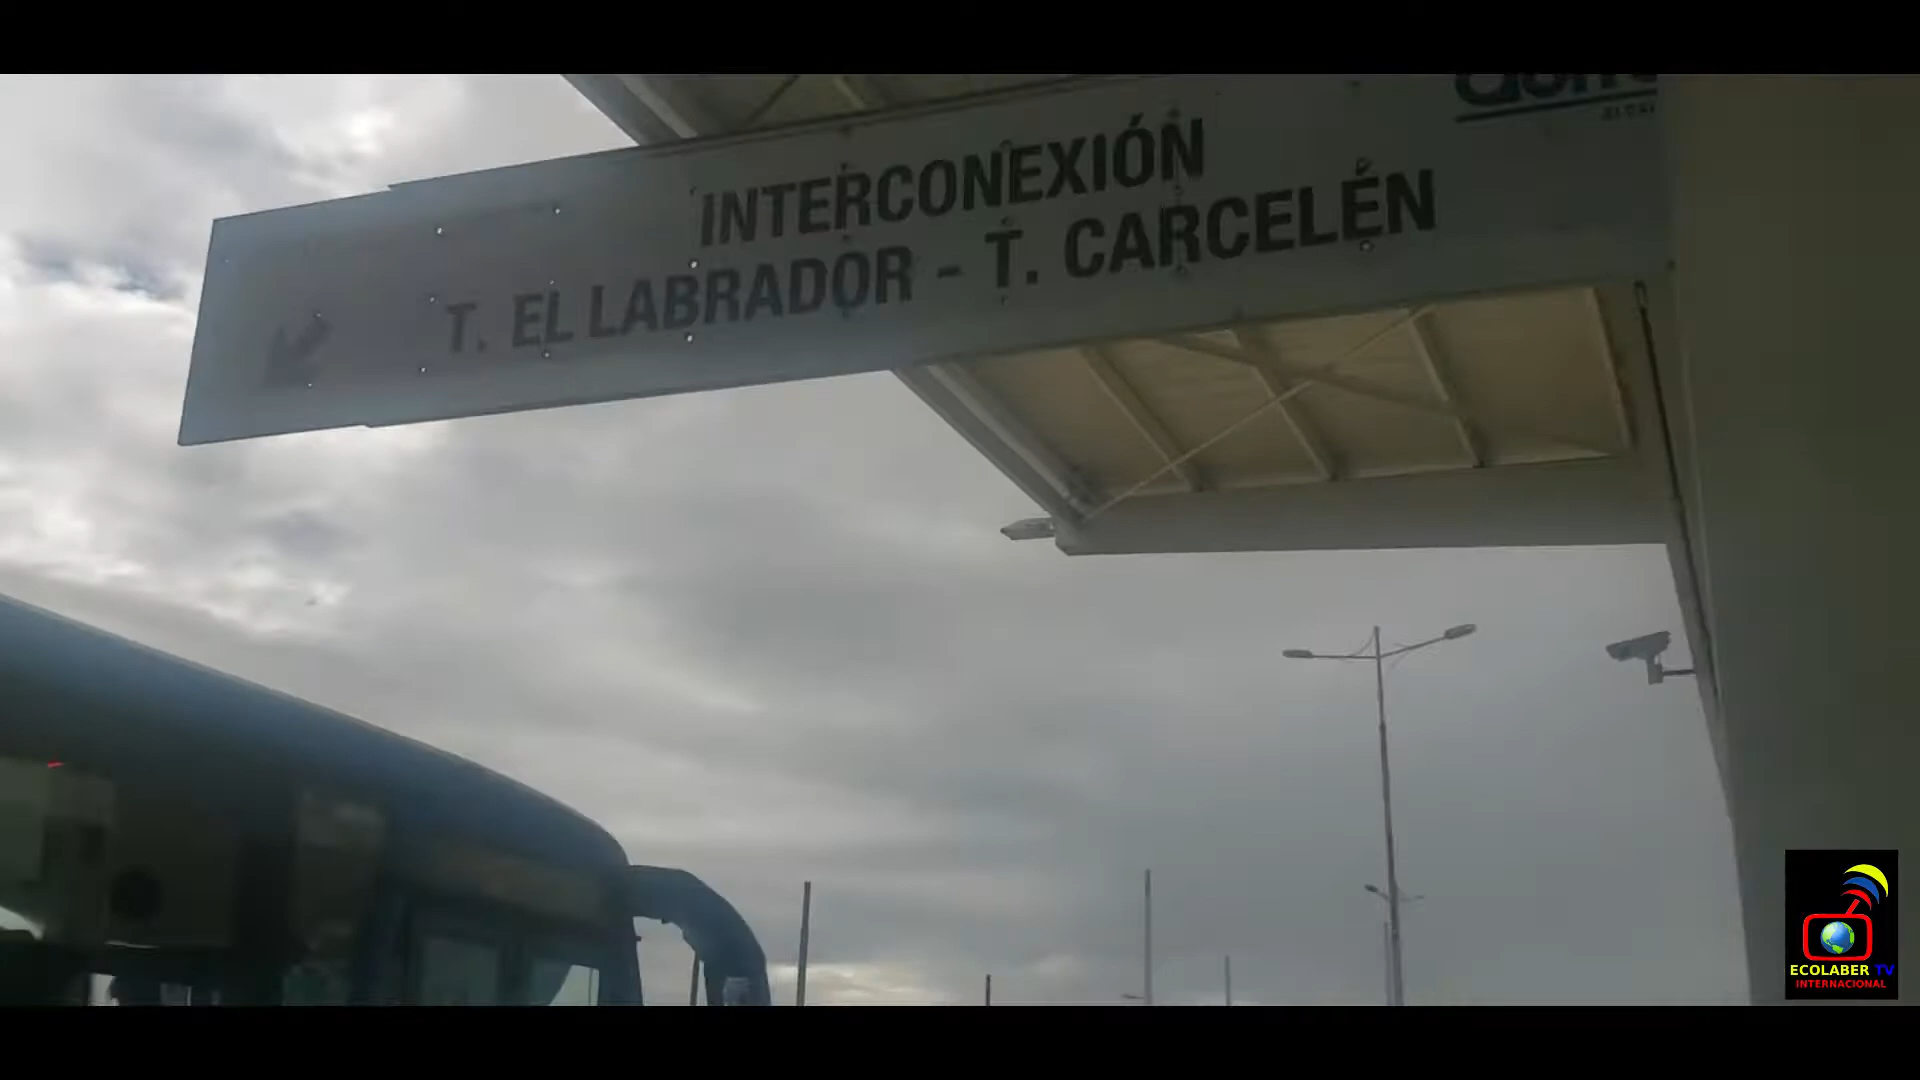 INTERCONEXIÓN
T. EL LABRADOR - T. CARCELÉN
ECOLABER TV
INTERNACIONAL